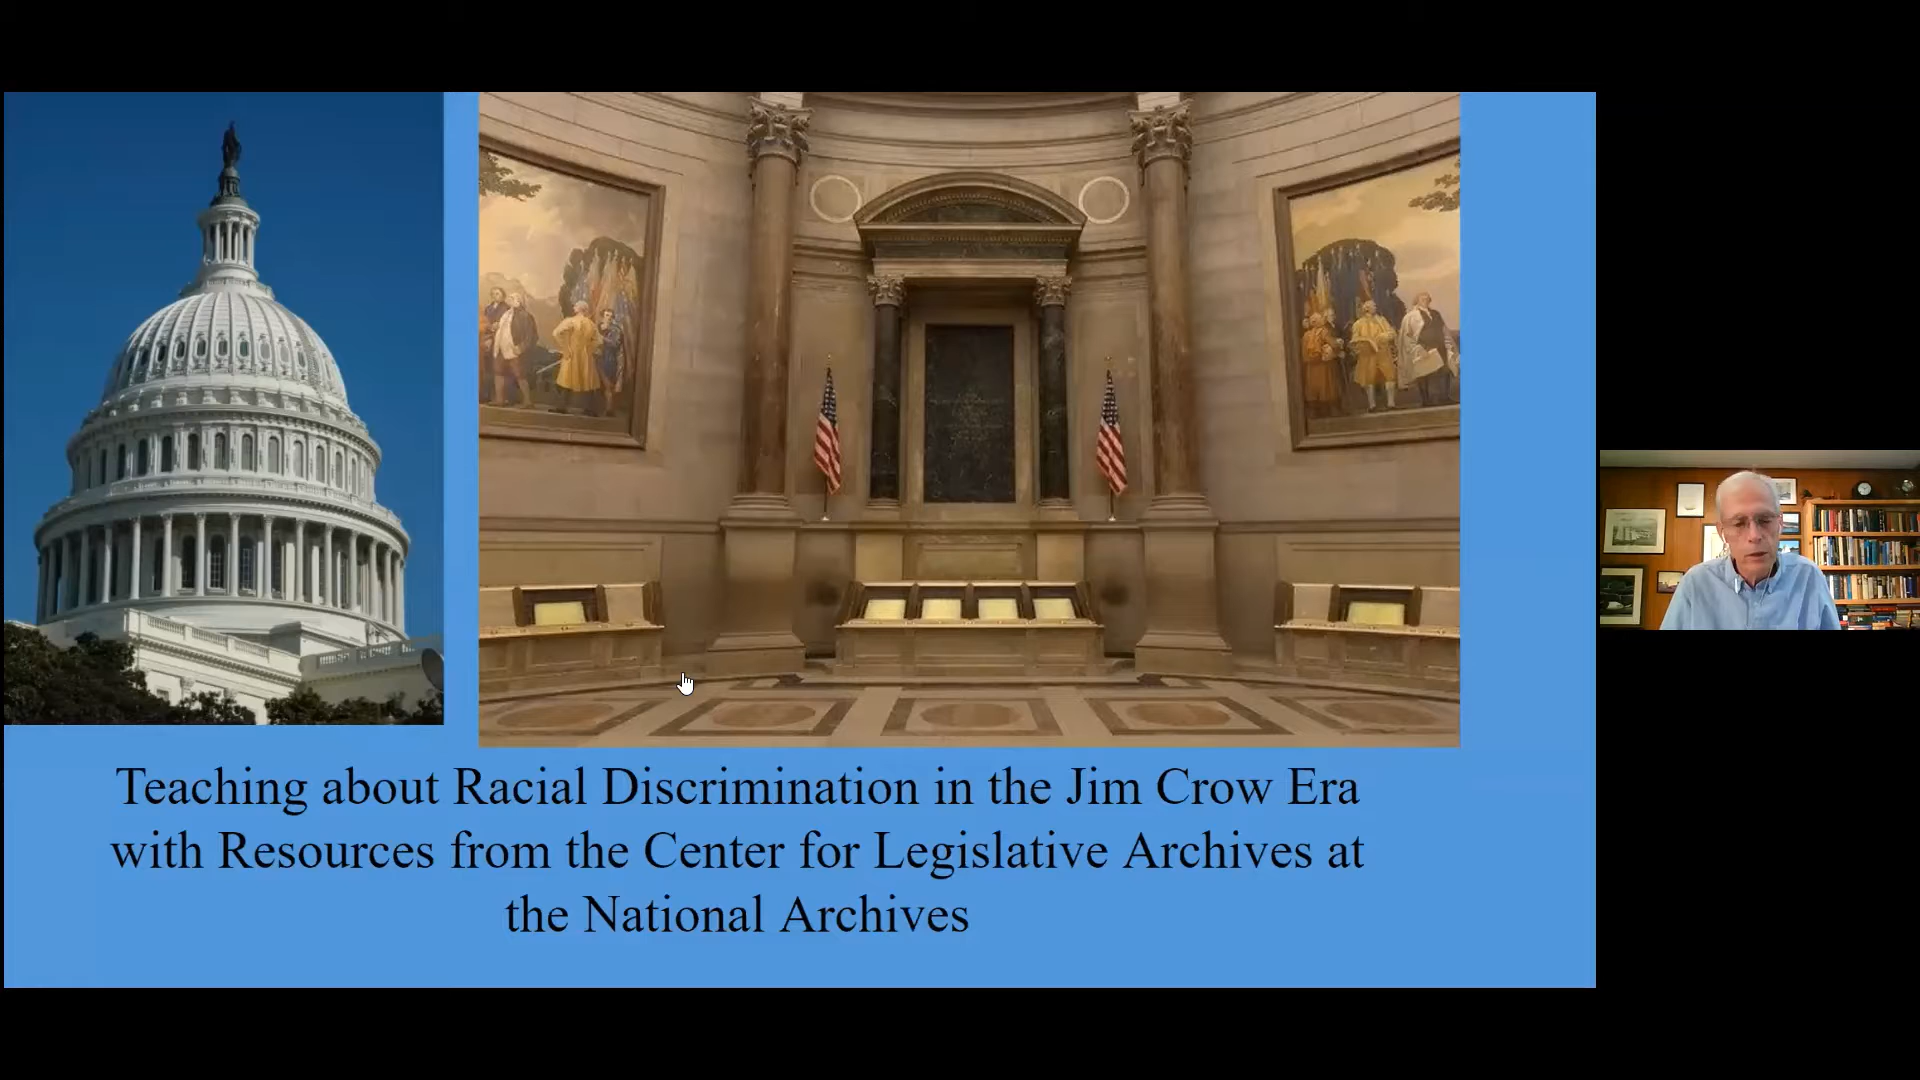 Teaching about Racial Discrimination in the Jim Crow Era
with Resources from the Center for Legislative Archives at
the National Archives